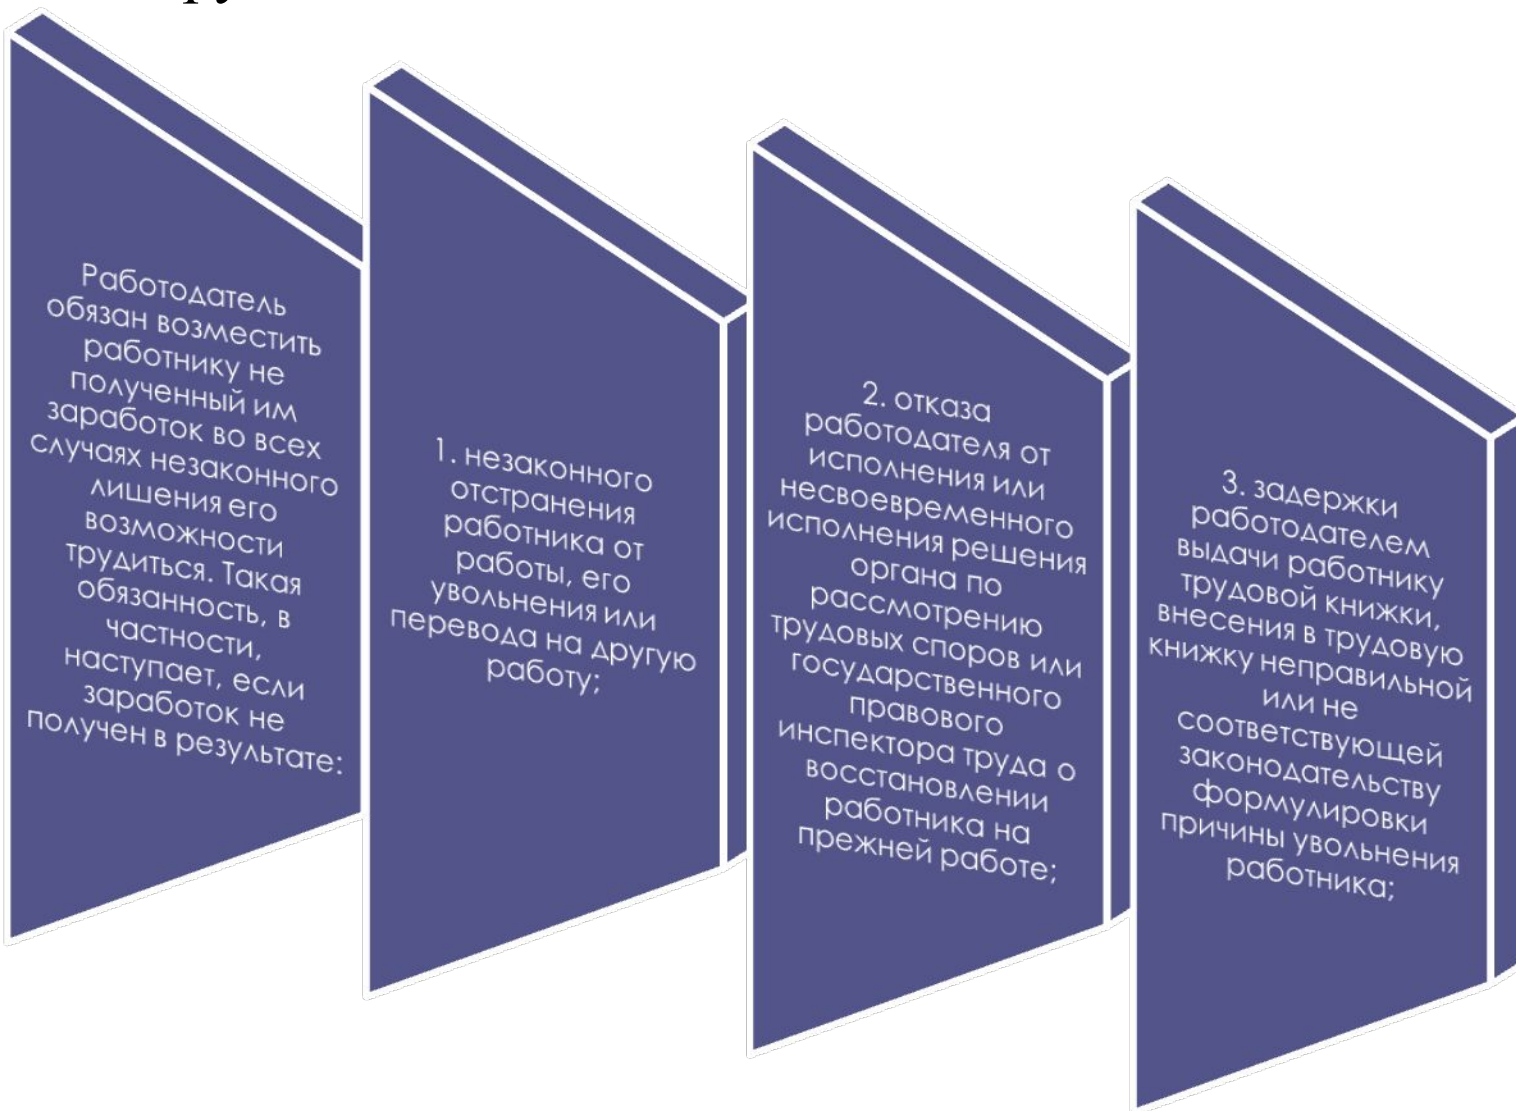 Работодатель
обязан возместить
работнику не
полученный им
заработок во всех
случаях незаконного
лишения его
возможности
трудиться. Такая
обязанность, в
частности,
наступает, если
заработок не
получен в результате:
1. незаконного
отстранения
работника от
работы, его
увольнения или
перевода на другую
работу;
2. отказа
работодателя от
исполнения или
несвоевременного
исполнения решения
органа по
рассмотрению
трудовых споров или
государственного
правового
инспектора труда о
восстановлении
работника на
прежней работе;
3. задержки
работодателем
выдачи работнику
трудовой книжки,
внесения в трудовую
книжку неправильной
или не
соответствующей
законодательству
формулировки
причины увольнения
работника;